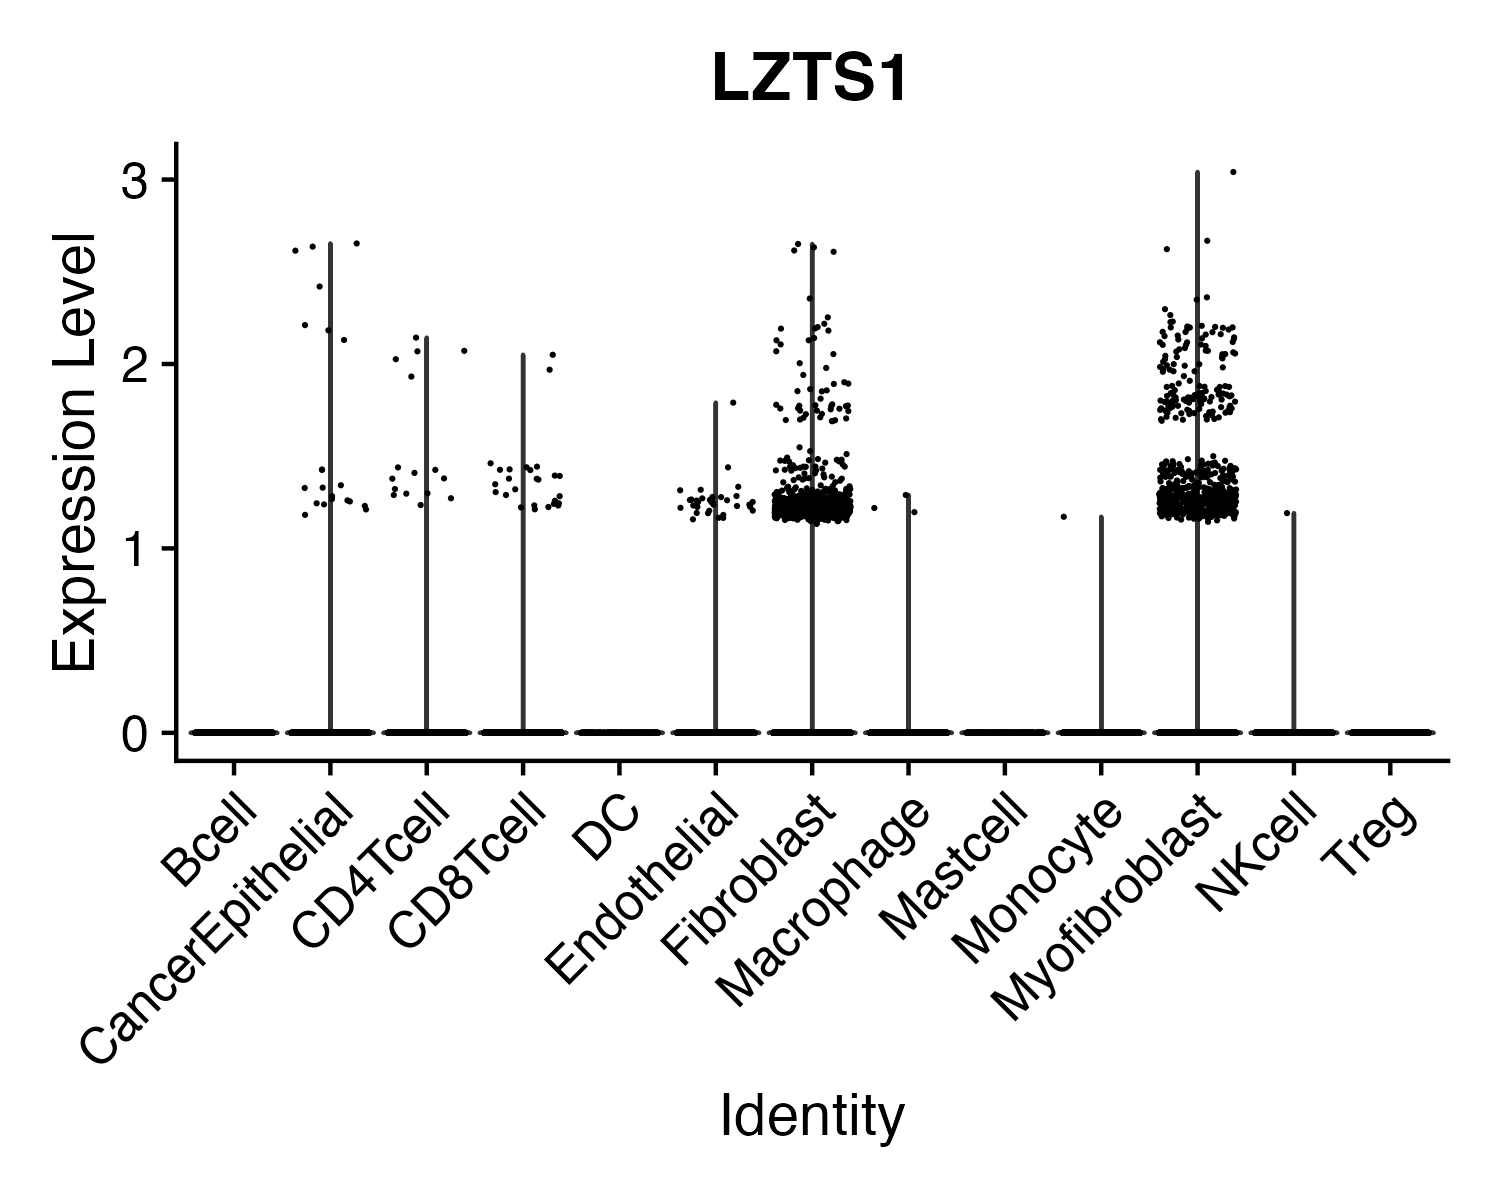 LZTS1
Expression Level
3
2
1
0
Bcell
CancerEpithelial
CD4Tcell
CD8Tcell
DC
Endothelial
Fibroblast
Macrophage
Mastcell
Monocyte
Myofibroblast
NKcell
Treg
Identity